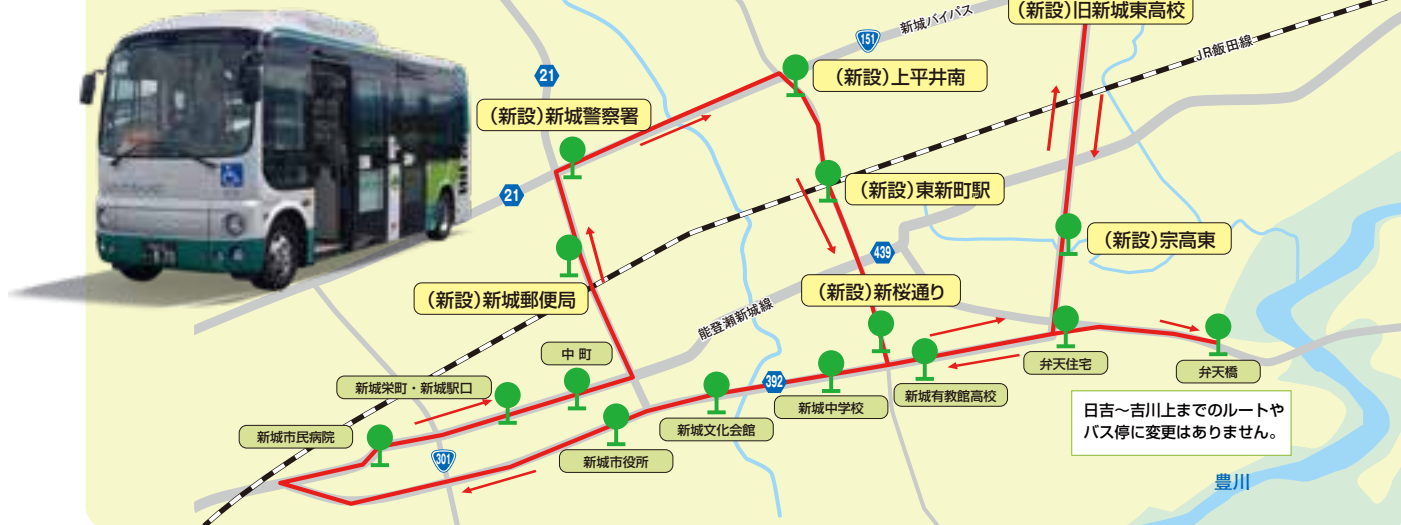 (新設)旧新城東高校
新城バイパス
151
JR飯田線
21
(新設)上平井南
(新設)新城警察署
21
(新設)東新町駅
(新設)宗高東
439
(新設)新城郵便局
(新設)新桜通り
能登瀬新城線
中 町
弁天住宅
弁天橋
新城栄町・新城駅口
392
新城中学校
新城有教館高校
新城文化会館
新城市民病院
301
新城市役所
日吉~吉川上までのルートや
バス停に変更はありません。
豊川